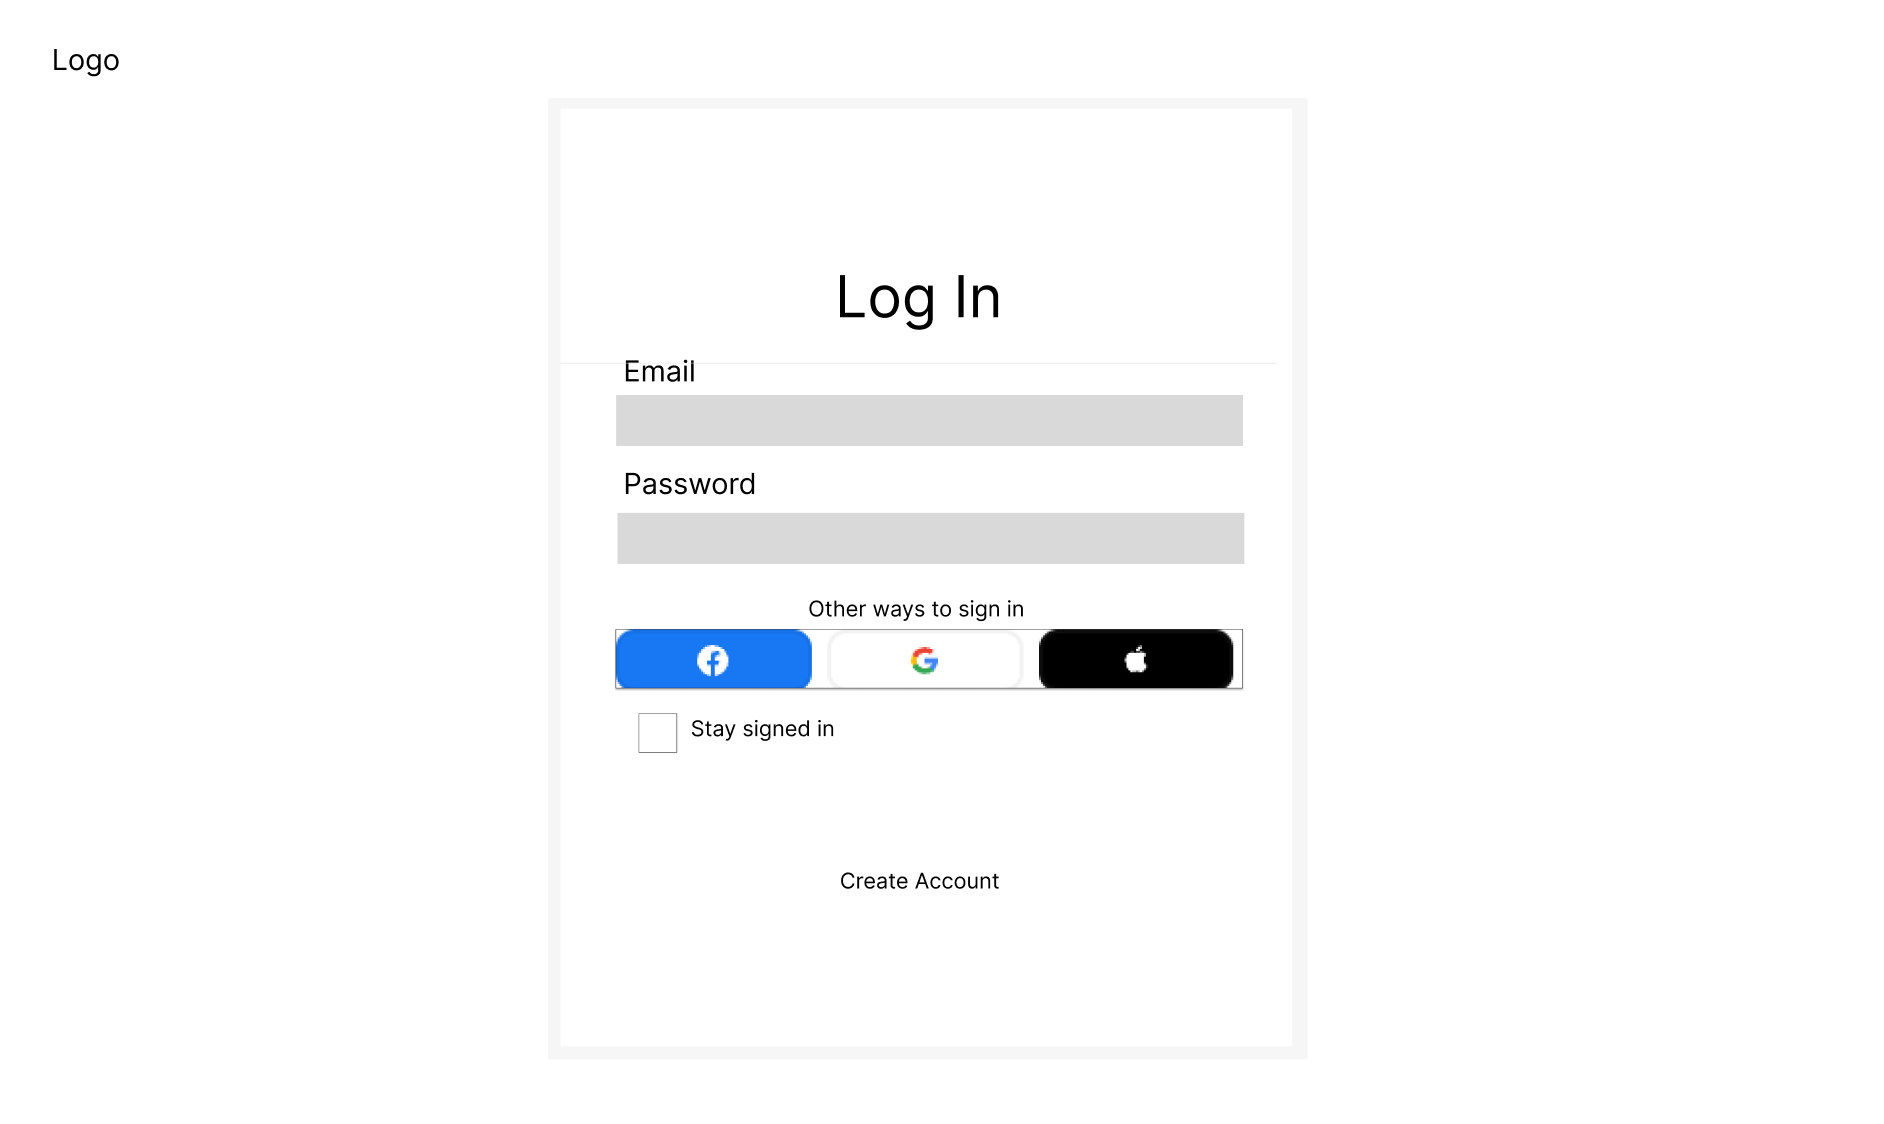 Logo
Log In
Email
Password
Other ways to sign in
Stay signed in
Create Account